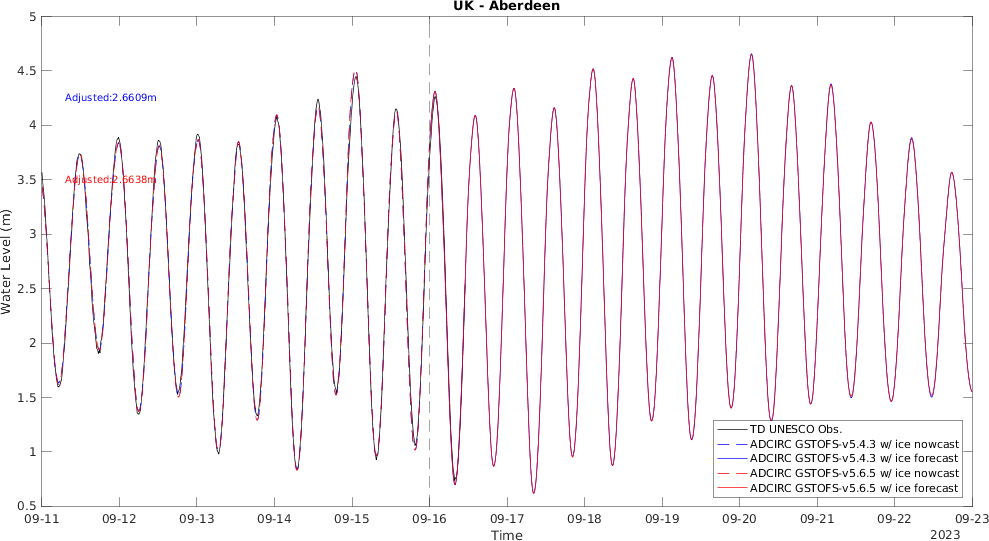 UK - Aberdeen
5
4.5
4
3.5
3
2.5
2
1.5
1
0.5
Water Level (m)
Adjusted:2.6609m
Adjusted:2.6638m
TD UNESCO Obs.
ADCIRC GSTOFS-v5.4.3 w/ ice nowcast
ADCIRC GSTOFS-v5.4.3 w/ ice forecast
ADCIRC GSTOFS-v5.6.5 w/ ice nowcast
ADCIRC GSTOFS-v5.6.5 w/ ice forecast
09-11 09-12 09-13 09-14 09-15 09-16 09-17 09-18 09-19 09-20 09-21 09-22 09-23
Time
2023